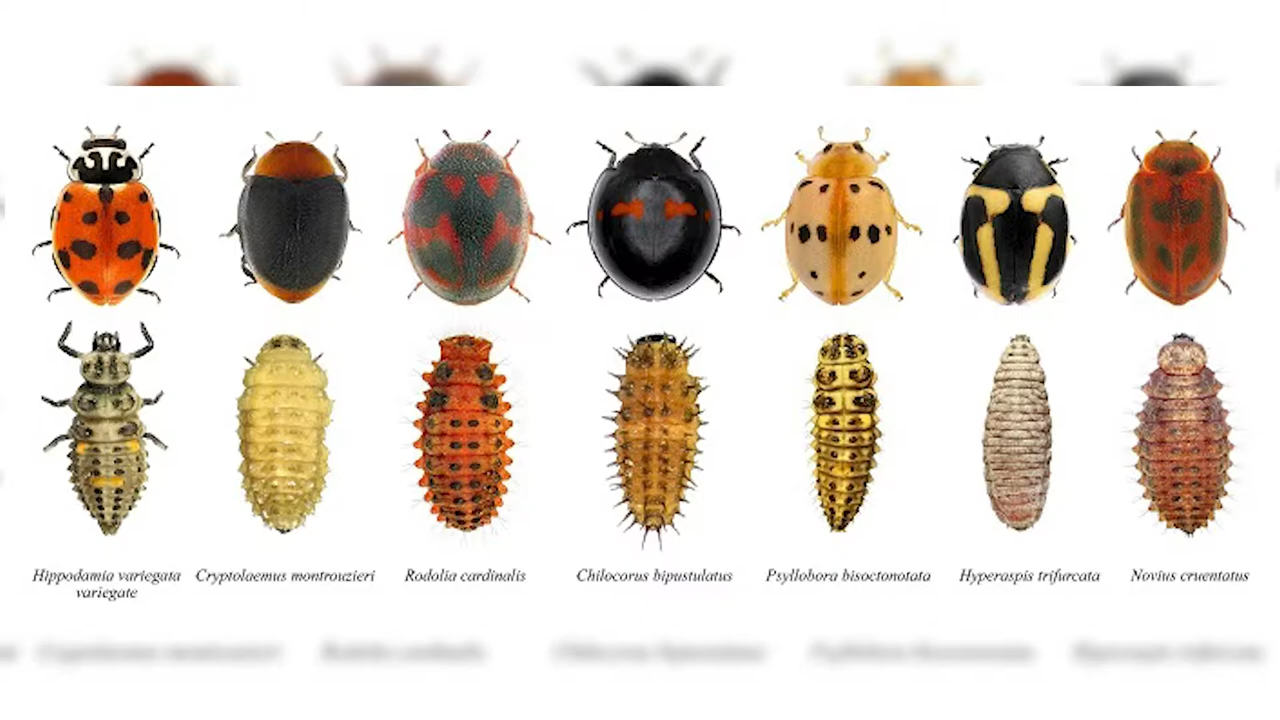 Hippodamia variegata
variegate
Cryptolaemus montrouzieri
Rodolia cardinalis
Chilocorus bipustulatus
Psyllobora bisoctonotata
Hyperaspis trifurcata
Novius cruentatus